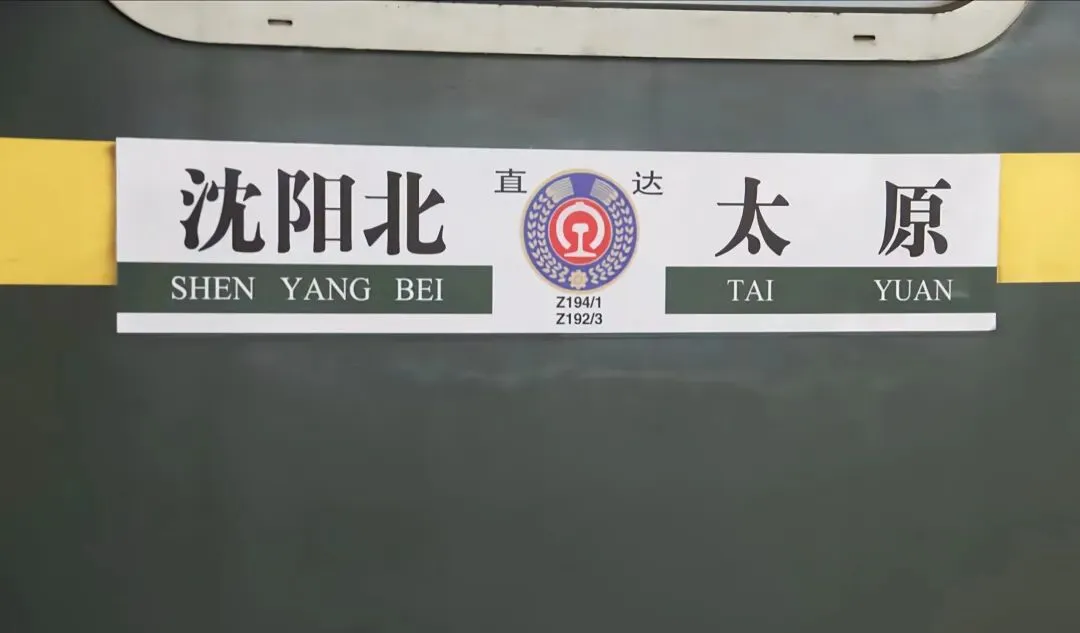 沈阳北 直达 太原
SHEN YANG BEI TAI YUAN
Z194/1
Z192/3